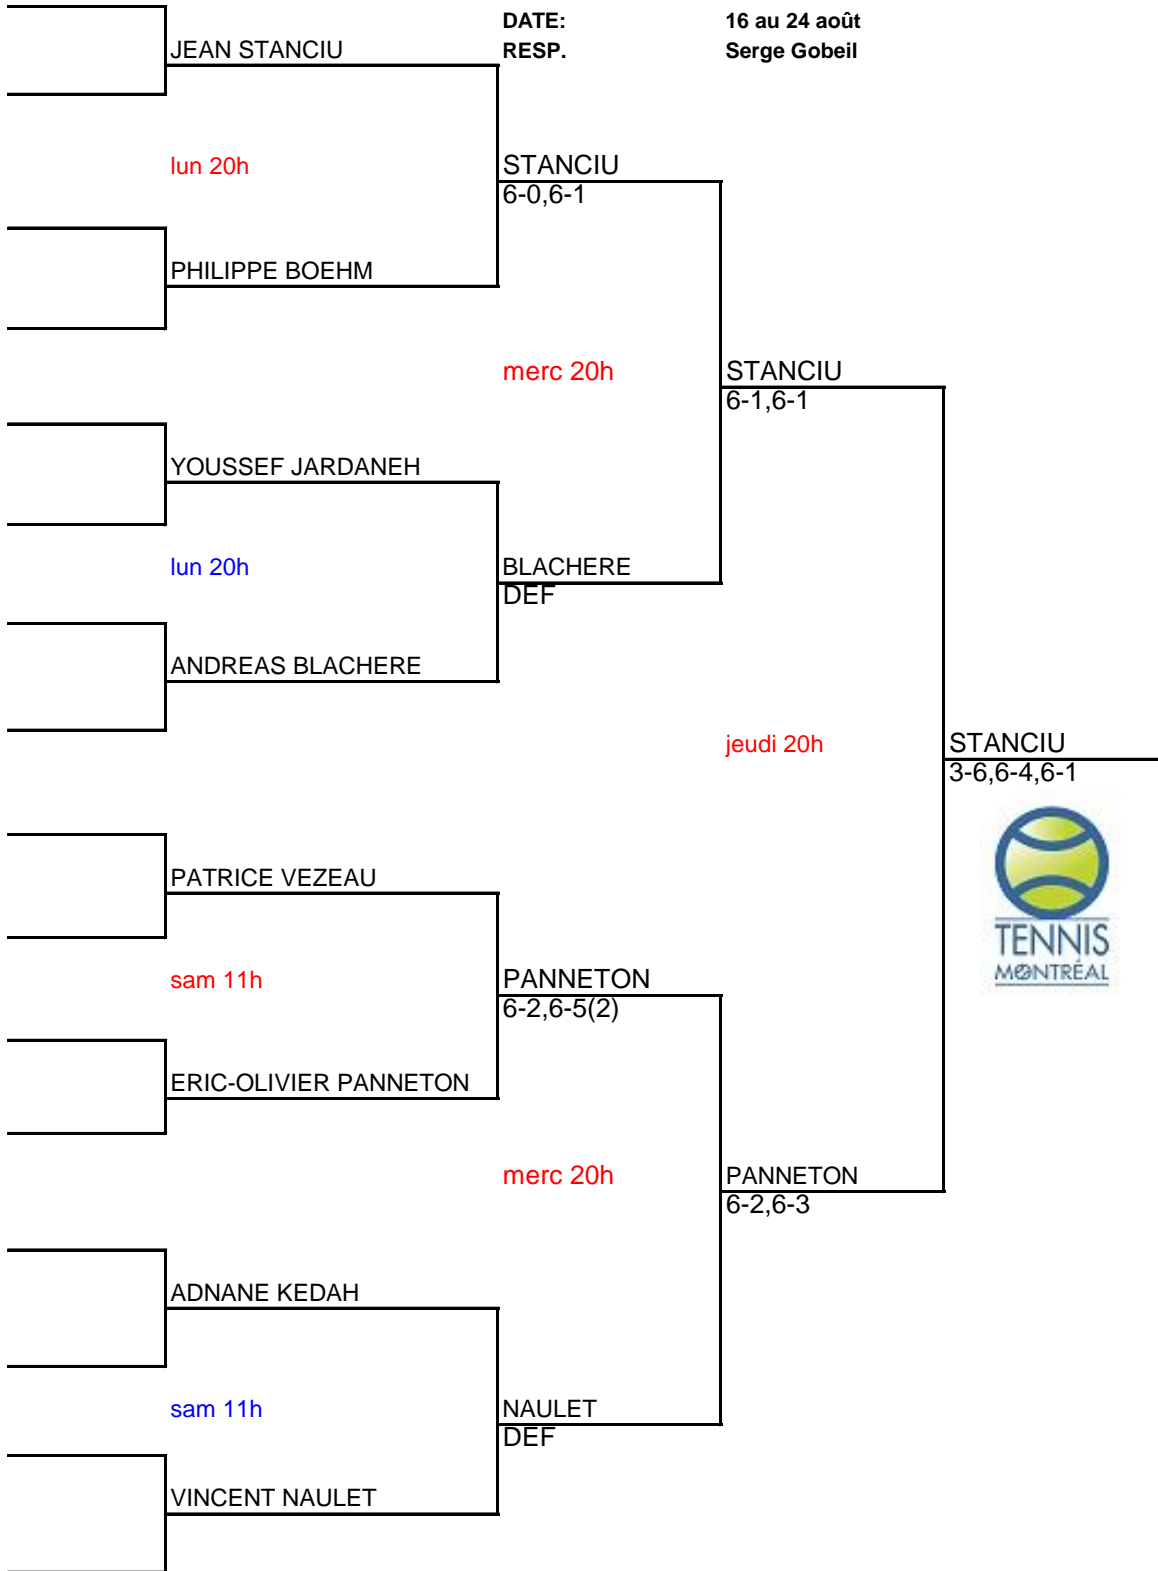 DATE: 16 au 24 août
JEAN STANCIU RESP. Serge Gobeil
lun 20h STANCIU
6-0,6-1
PHILIPPE BOEHM
merc 20h STANCIU
6-1,6-1
YOUSSEF JARDANEH
lun 20h BLACHERE
DEF
ANDREAS BLACHERE
jeudi 20h STANCIU
3-6,6-4,6-1
PATRICE VEZEAU
TENNIS
MONTRÉAL
sam 11h PANNETON
6-2,6-5(2)
ERIC-OLIVIER PANNETON
merc 20h PANNETON
6-2,6-3
ADNANE KEDAH
sam 11h NAULET
DEF
VINCENT NAULET